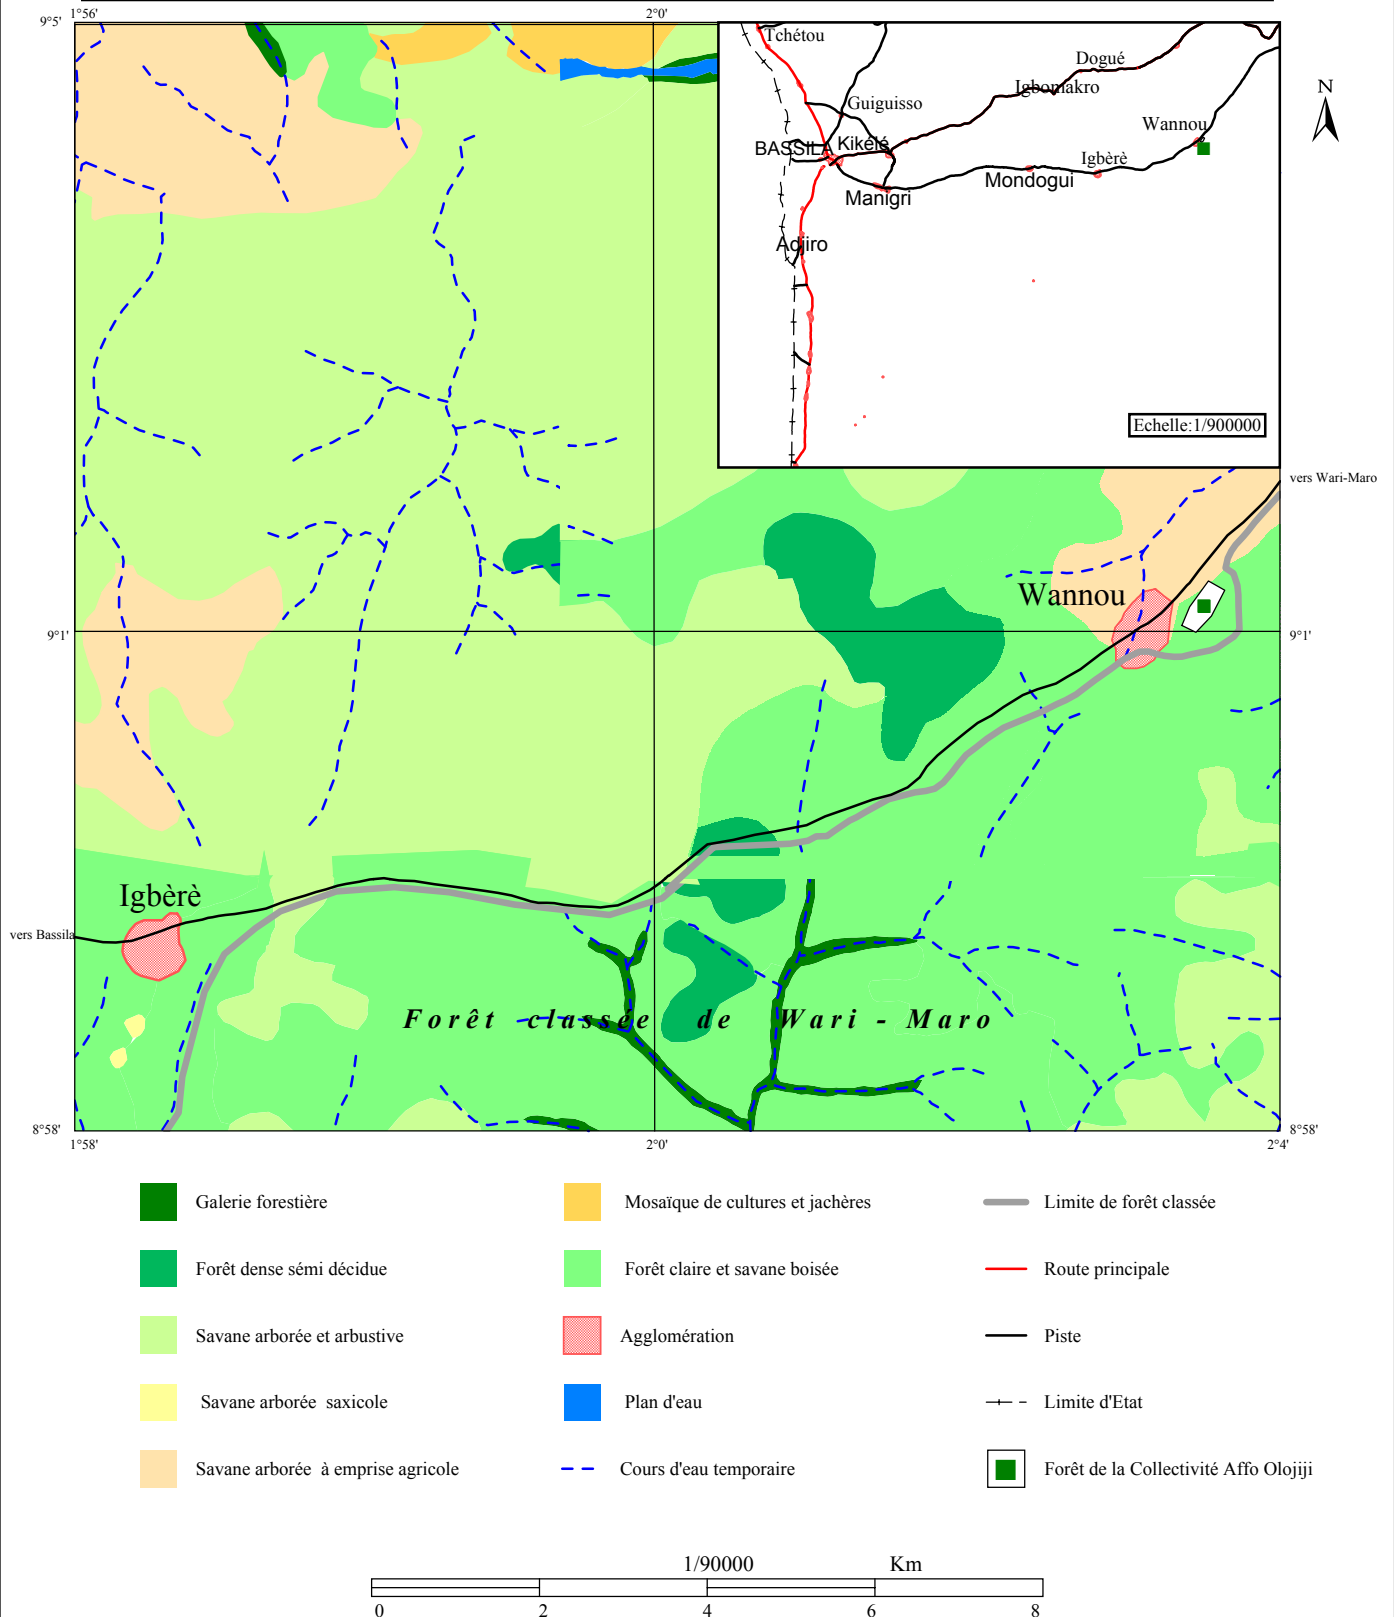 1°56'
2°0'
9°5'
Tchétou
Dogué
Igbomakro
Guiguisso
Wannou
BASSILA
Kikélé
Igbèrè
Mondogui
Manigri
Adjiro
Echelle:1/900000
N
vers Wari-Maro
Wannou
9°1'
9°1'
Igbèrè
vers Bassila
Forêt classée de Wari - Maro
8°58'
8°58'
1°58'
2°0'
2°4'
Galerie forestière
Mosaïque de cultures et jachères
Limite de forêt classée
Forêt dense sémi décidue
Forêt claire et savane boisée
Route principale
Savane arborée et arbustive
Agglomération
Piste
Savane arborée saxicole
Plan d'eau
Limite d'Etat
Savane arborée à emprise agricole
Cours d'eau temporaire
Forêt de la Collectivité Affo Olojiji
1/90000 Km
0 2 4 6 8